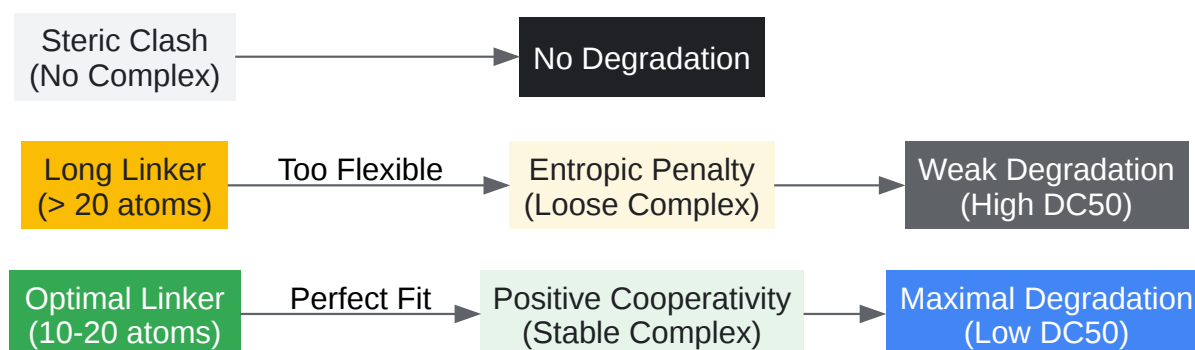 Steric Clash
(No Complex)
No Degradation
Long Linker
(> 20 atoms)
Too Flexible
Entropic Penalty
(Loose Complex)
Weak Degradation
(High DC50)
Optimal Linker
(10-20 atoms)
Perfect Fit
Positive Cooperativity
(Stable Complex)
Maximal Degradation
(Low DC50)